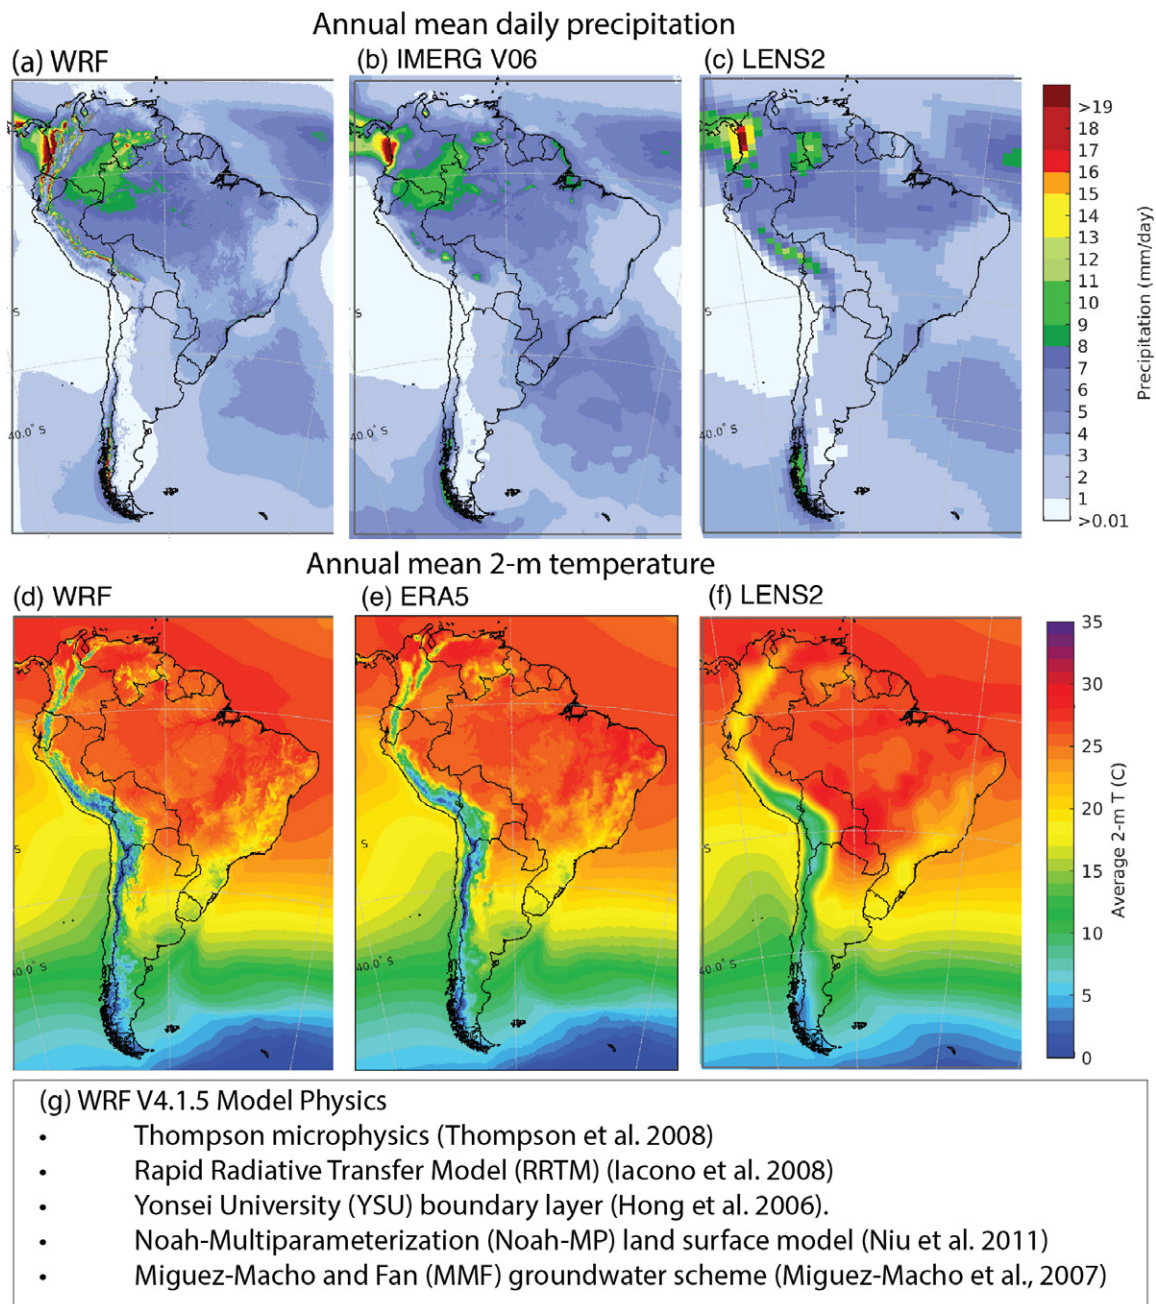 Annual mean daily precipitation
(a) WRF
(b) IMERG V06
(c) LENS2
>19
18
17
16
15
14
13
12
11
10
9
8
7
6
5
4
3
2
1
>0.01
Precipitation (mm/day)
S
S
S
40.0° S
40.0° S
40.0° S
Annual mean 2-m temperature
(d) WRF
(e) ERA5
(f) LENS2
35
30
25
20
15
10
5
0
Average 2-m T (C)
S
S
S
40.0° S
40.0° S
40.0° S
(g) WRF V4.1.5 Model Physics
• Thompson microphysics (Thompson et al. 2008)
• Rapid Radiative Transfer Model (RRTM) (Iacono et al. 2008)
• Yonsei University (YSU) boundary layer (Hong et al. 2006).
• Noah-Multiparameterization (Noah-MP) land surface model (Niu et al. 2011)
• Miguez-Macho and Fan (MMF) groundwater scheme (Miguez-Macho et al., 2007)